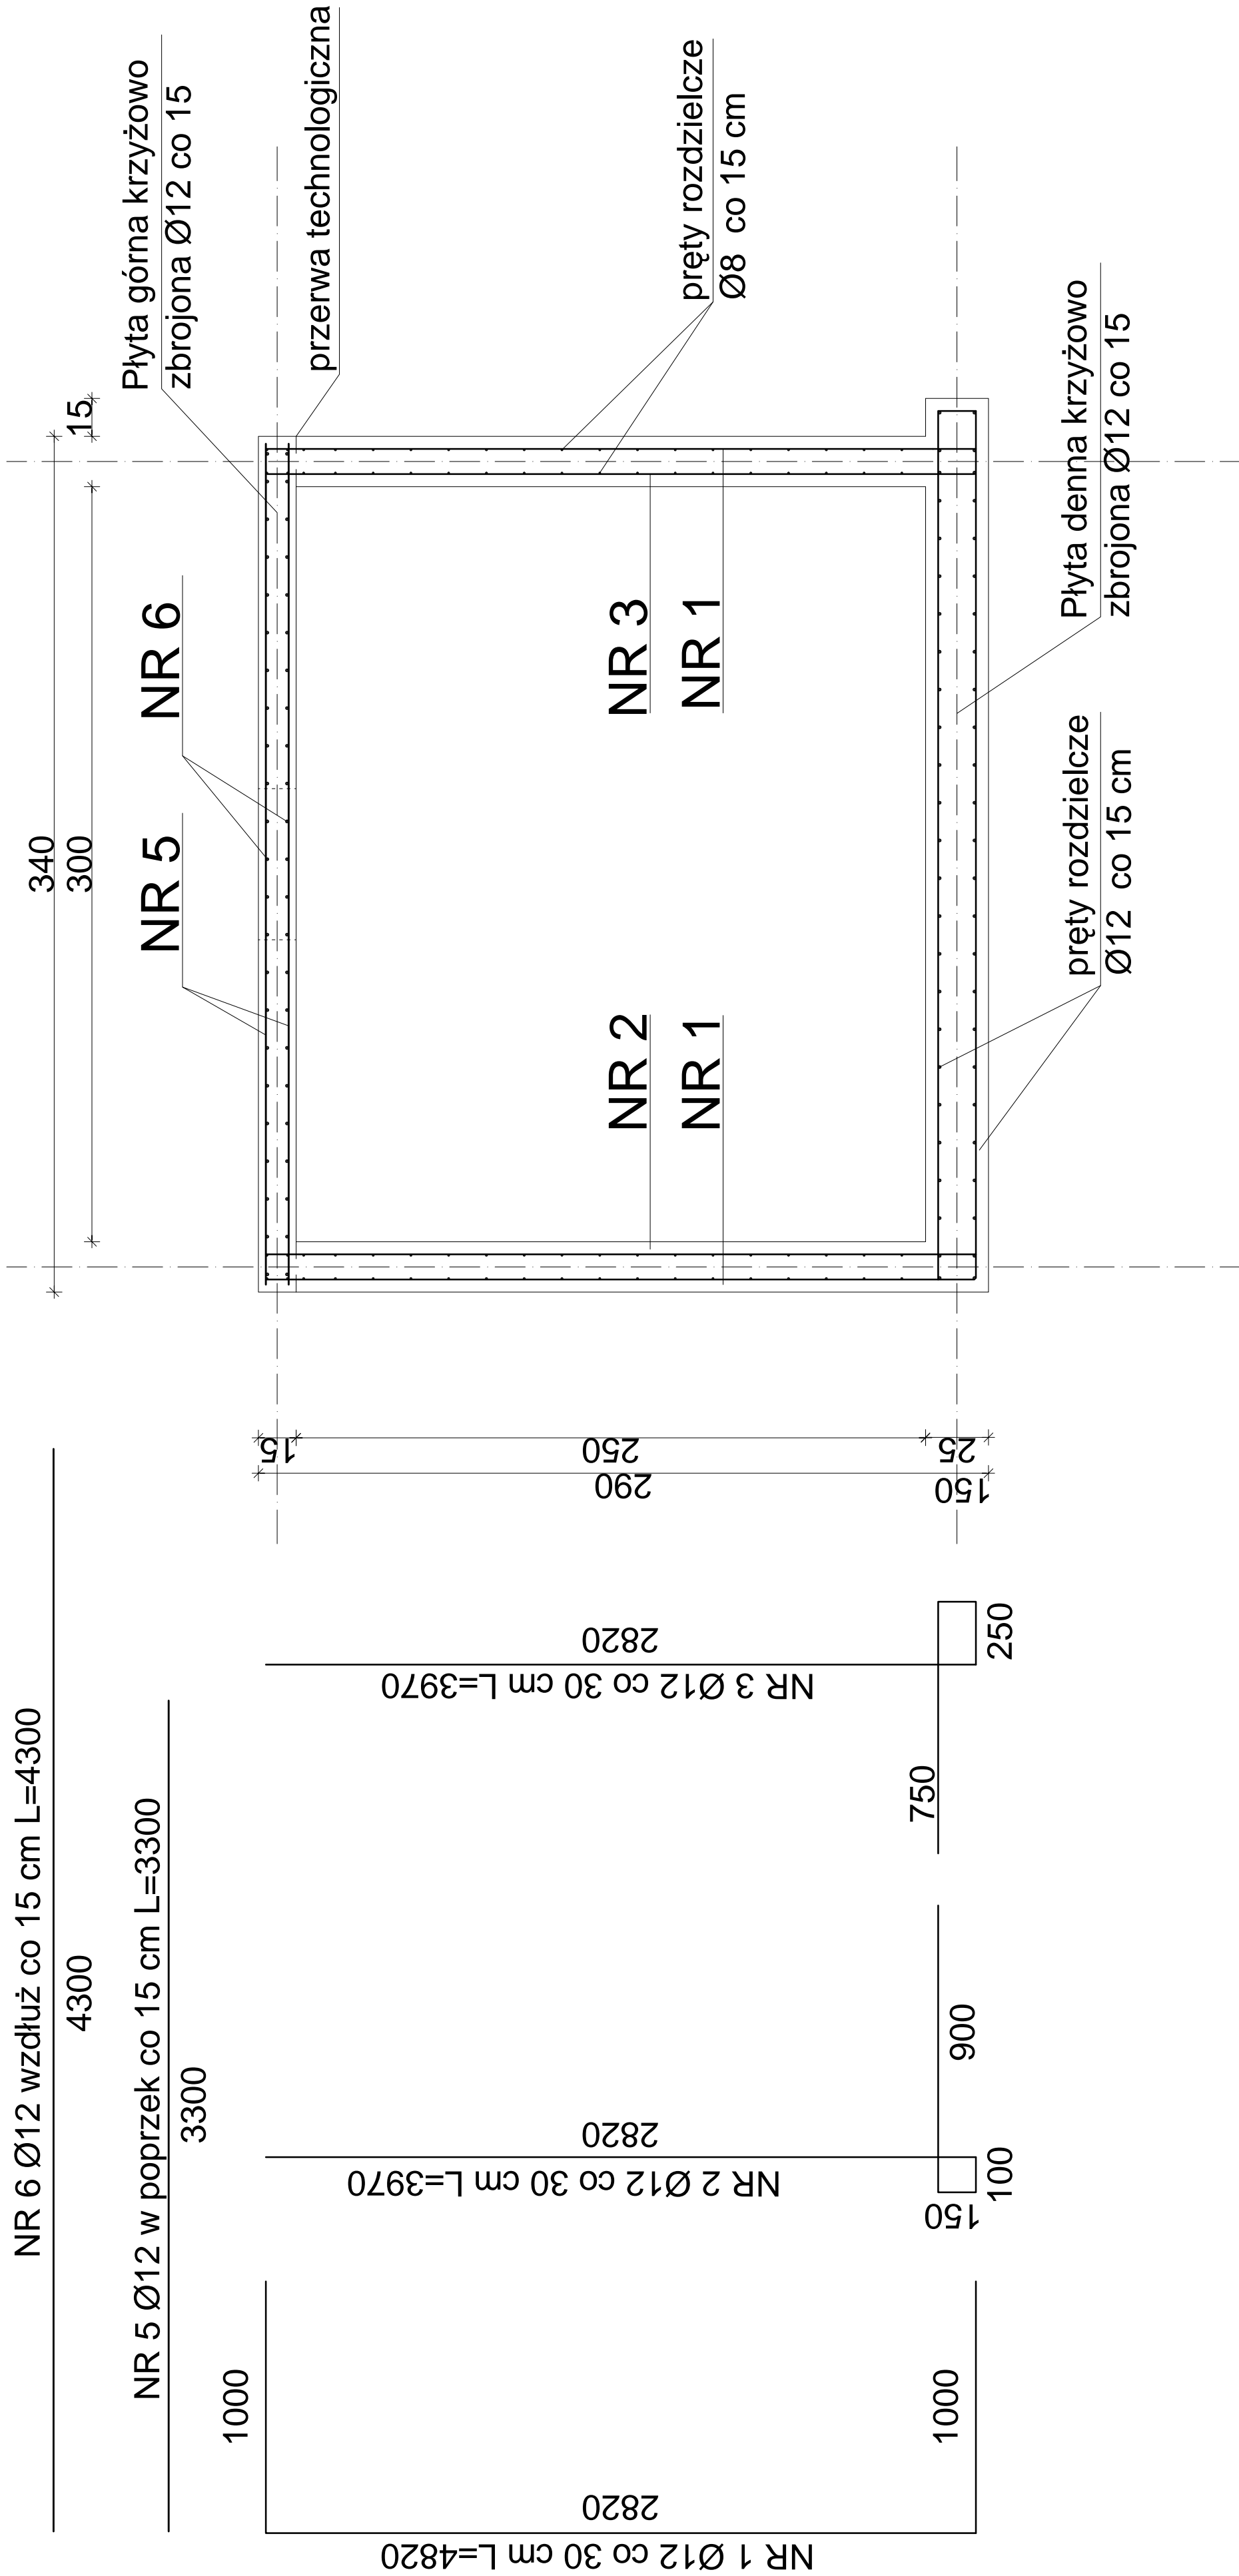 NR 6 Ø12 wzdłuż co 15 cm L=4300
4300
NR 5 Ø12 w poprzek co 15 cm L=3300
3300
1000
2820
NR 1 Ø12 co 30 cm L=4820
1000
2820
NR 2 Ø12 co 30 cm L=3970
900
150
100
2820
NR 3 Ø12 co 30 cm L=3970
750
250
340
300
15
15
250
25
290
150
NR 5
NR 6
Płyta górna krzyżowo
zbrojona Ø12 co 15
przerwa technologiczna
NR 2
NR 1
NR 3
NR 1
pręty rozdzielcze
Ø8 co 15 cm
pręty rozdzielcze
Ø12 co 15 cm
Płyta denna krzyżowo
zbrojona Ø12 co 15